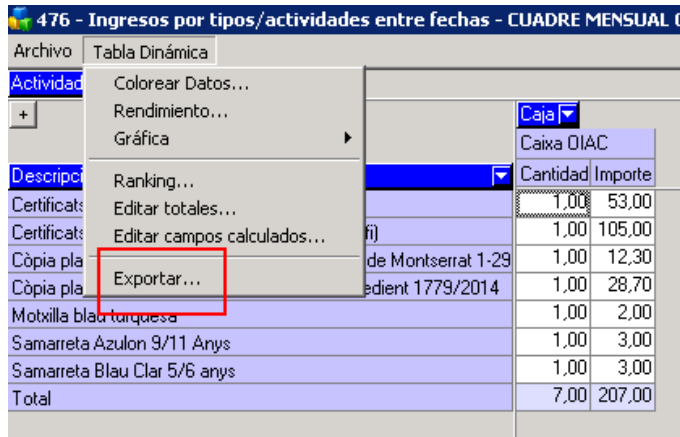 476 - Ingresos por tipos/actividades entre fechas - CUADRE MENSUAL
Archivo Tabla Dinámica
Actividad
Colorear Datos...
+ Rendimiento... Caja
Gráfica Caixa OIAC
Descripci Ranking... Cantidad Importe
Certificats Editar totales... 1,00 53,00
Certificats Editar campos calculados... fi) 1,00 105,00
Còpia pla de Montserrat 1-29 1,00 12,30
Còpia pla Exportar... edient 1779/2014 1,00 28,70
Motxilla blau turquesa 1,00 2,00
Samarreta Azulon 9/11 Anys 1,00 3,00
Samarreta Blau Clar 5/6 anys 1,00 3,00
Total 7,00 207,00